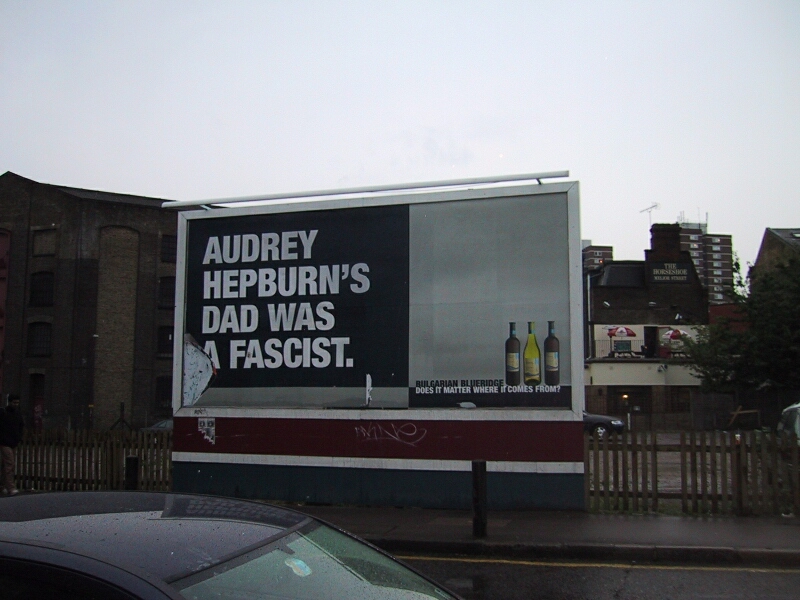 AUDREY
HEPBURN'S
DAD WAS
A FASCIST.
BULGARIAN BLUERIDGE
DOES IT MATTER WHERE IT COMES FROM?
THE
HORSESHOE